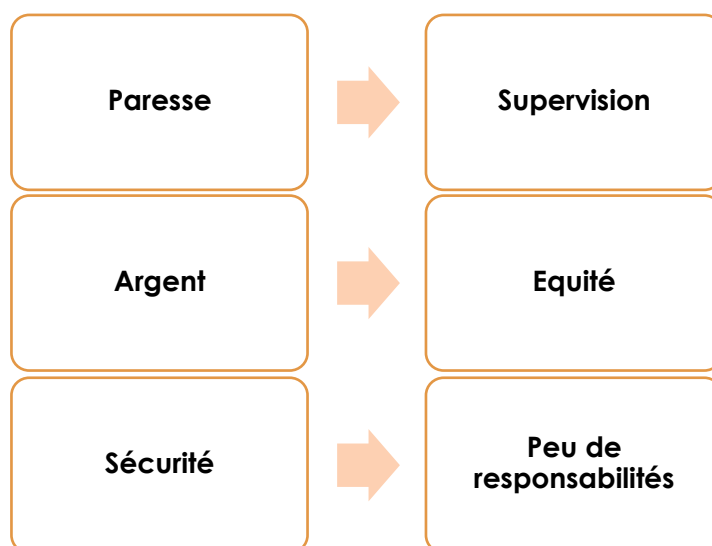 Paresse
Supervision
Argent
Equité
Sécurité
Peu de
responsabilités